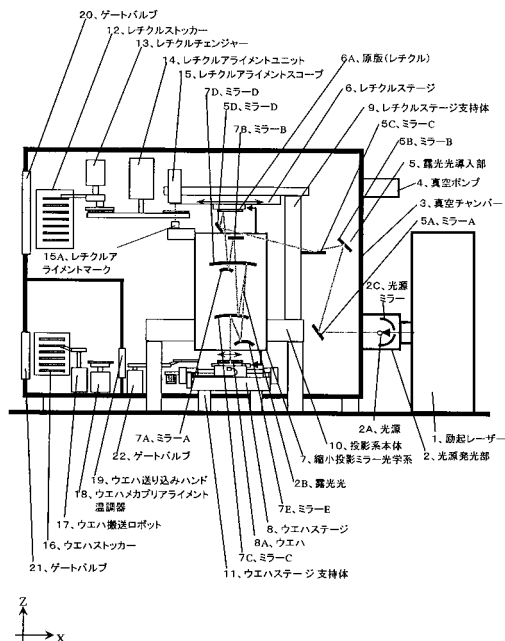 20、ゲートバルブ
12、レチクルストッカー
13、レチクルチェンジャー
14、レチクルアライメントユニット
15、レチクルアライメントスコープ
7D、ミラーD
5D、ミラーD
7B、ミラーB
6A、原版(レチクル)
6、レチクルステージ
9、レチクルステージ支持体
5C、ミラーC
5B、ミラーB
5、露光光導入部
4、真空ポンプ
3、真空チャンバー
5A、ミラーA
15A、レチクルア
ライメントマーク
2C、光源
ミラー
7A、ミラーA
22、ゲートバルブ
19、ウエハ送り込みハンド
18、ウエハメカプリアライメント
温調器
17、ウエハ搬送ロボット
16、ウエハストッカー
21、ゲートバルブ
2A、光源
1、励起レーザー
2、光源発光部
10、投影系本体
7、縮小投影ミラー光学系
2B、露光光
7E、ミラーE
8、ウエハステージ
8A、ウエハ
7C、ミラーC
11、ウエハステージ支持体
Z
X